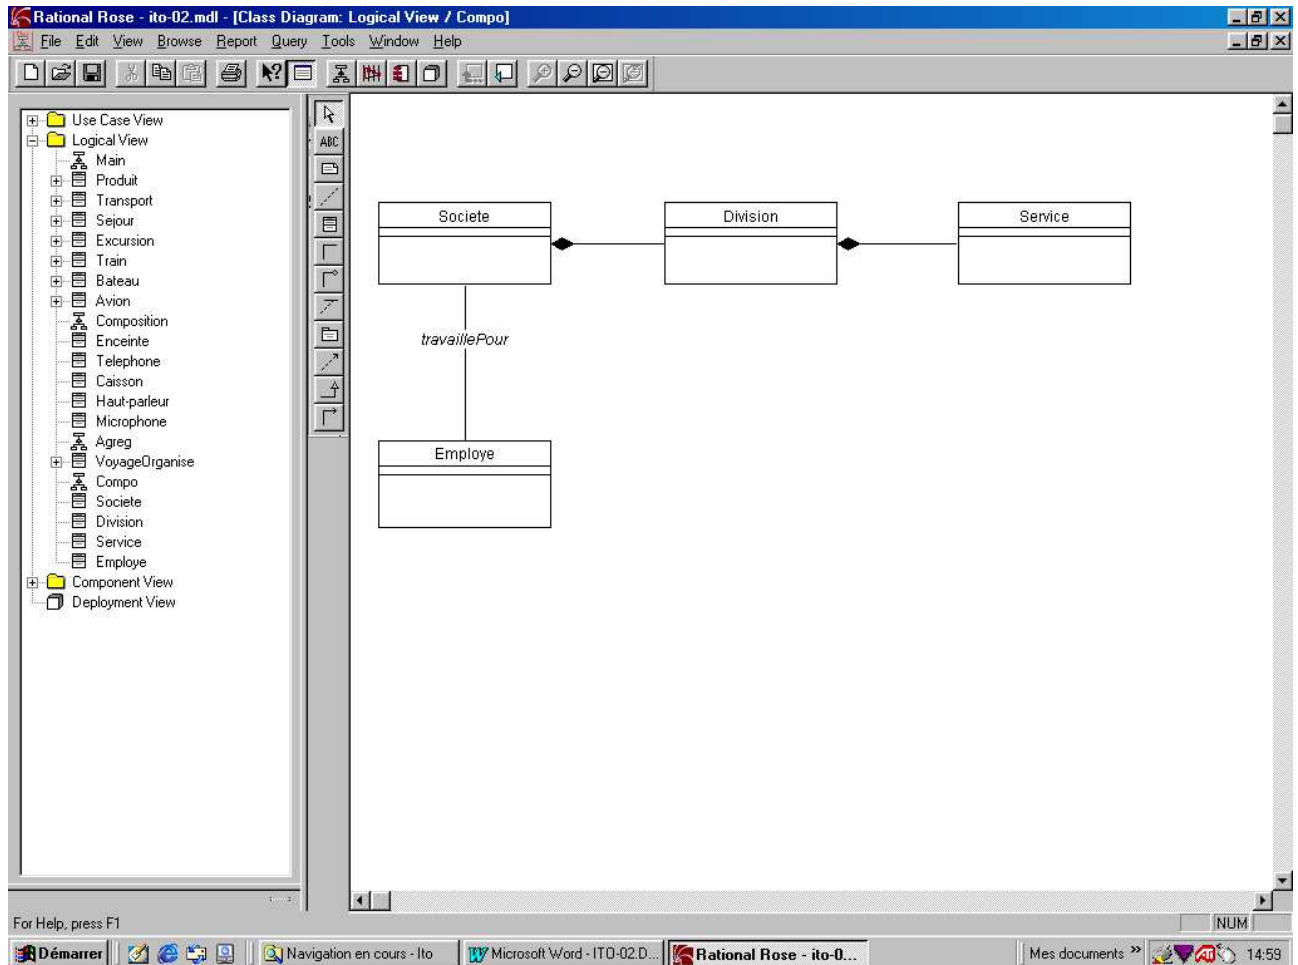 Rational Rose - ito-02.mdl - [Class Diagram: Logical View / Compo]
File Edit View Browse Report Query Tools Window Help
Use Case View
Logical View
Main
Produit
Transport
Sejour
Excursion
Train
Bateau
Avion
Composition
Enceinte
Telephone
Caisson
Haut-parleur
Microphone
Agreg
VoyageOrganise
Compo
Societe
Division
Service
Employe
Component View
Deployment View
ABC
Societe
Division
Service
travaillePour
Employe
For Help, press F1
NUM
Démarrer
Navigation en cours - Ito
Microsoft Word - ITO-02.D...
Rational Rose - ito-0...
Mes documents »
14:59